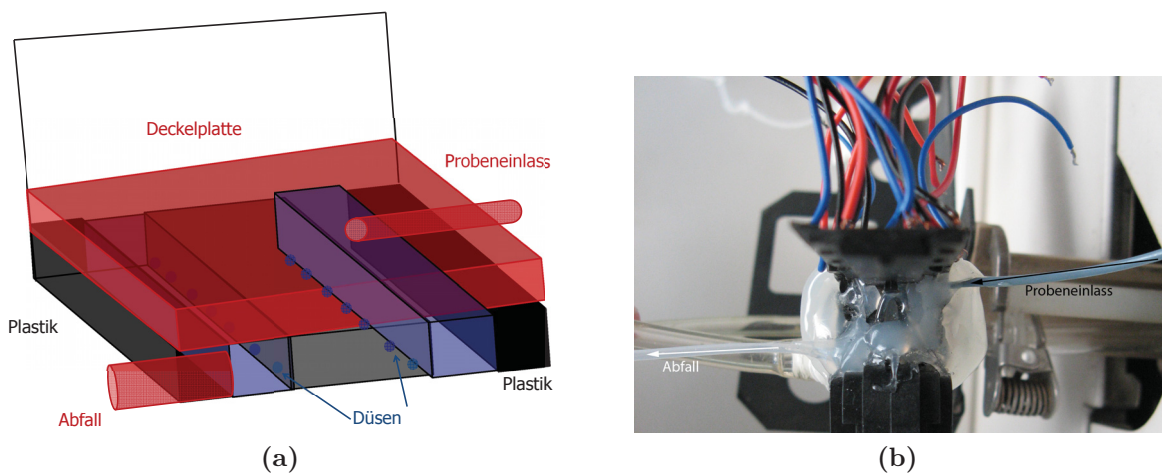 Deckelplatte
Probeneinlass
Plastik
Plastik
Abfall
Düsen
(a)
Probeneinlass
Abfall
(b)